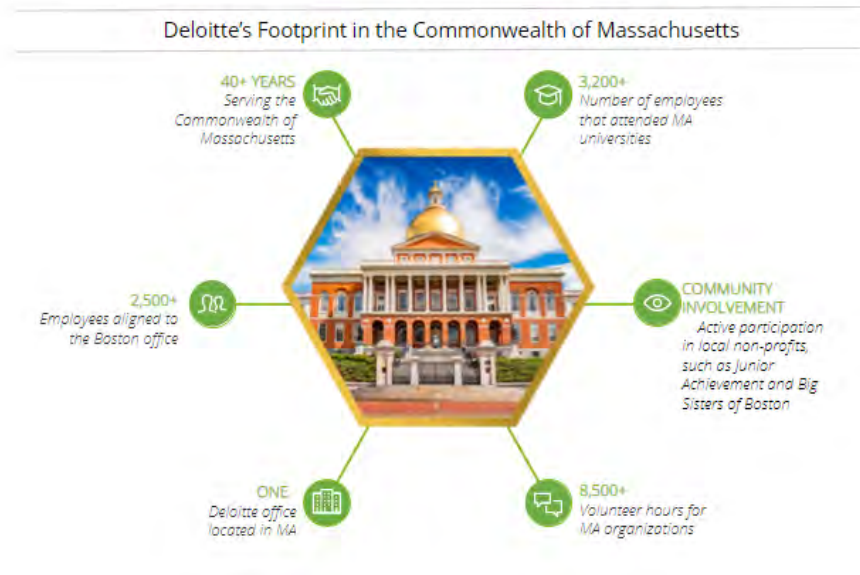 Deloitte's Footprint in the Commonwealth of Massachusetts
40+ YEARS
Serving the
Commonwealth of
Massachusetts
3,200+
Number of employees
that attended MA
universities
2,500+
Employees aligned to
the Boston office
COMMUNITY
INVOLVEMENT
Active participation
in local non-profits,
such as Junior
Achievement and Big
Sisters of Boston
ONE
Deloitte office
located in MA
8,500+
Volunteer hours for
MA organizations